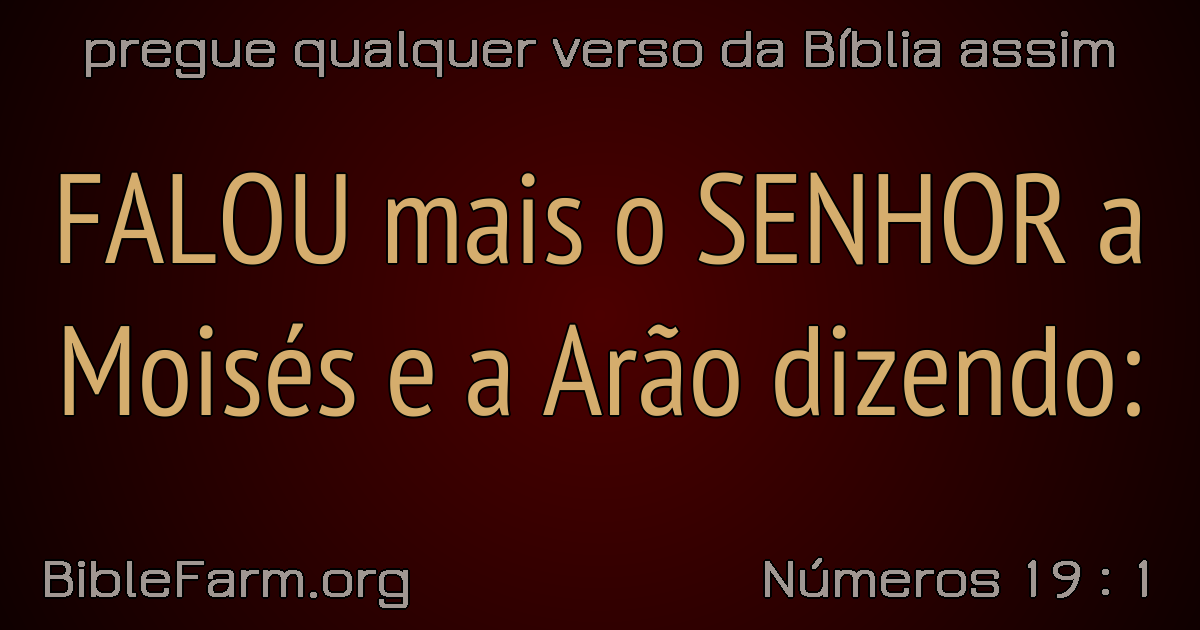 pregue qualquer verso da Bíblia assim
FALOU mais o SENHOR a
Moisés e a Arão dizendo:
BibleFarm.org
Números 19 : 1